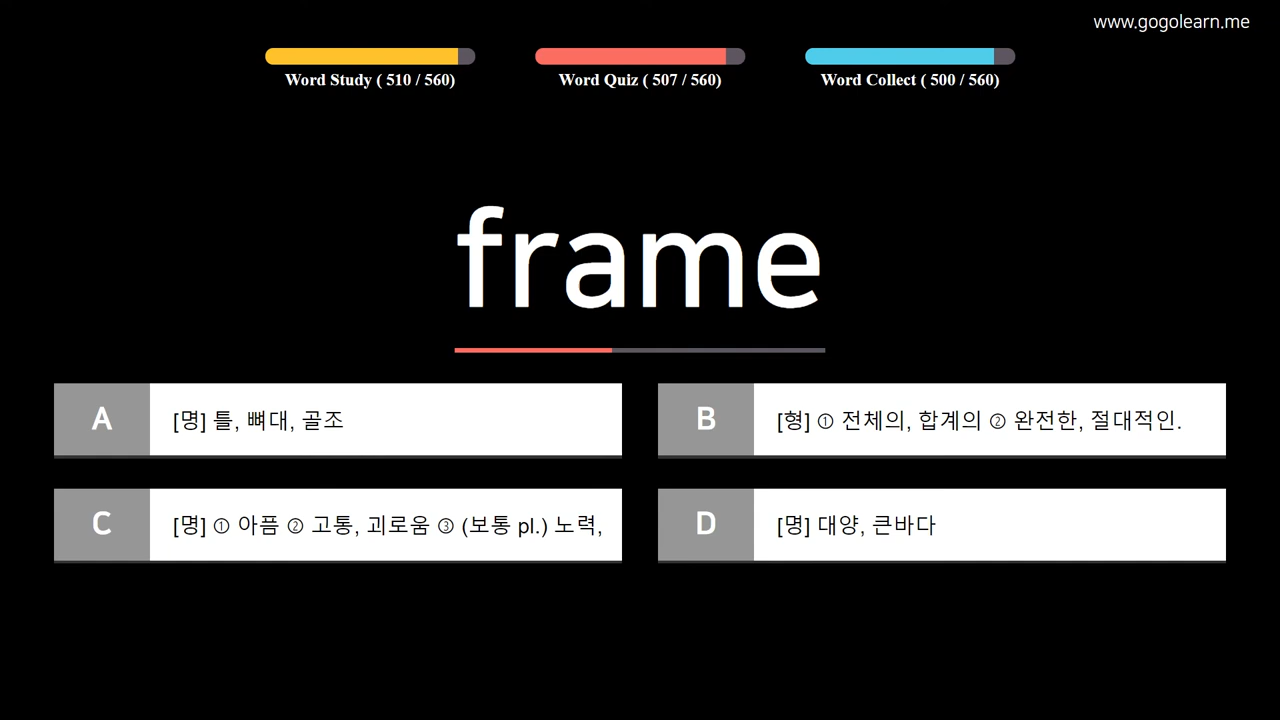 www.gogolearn.me
Word Study ( 510 / 560)
Word Quiz ( 507 / 560)
Word Collect ( 500 / 560)
frame
A [명] 틀, 뼈대, 골조
B [형] ① 전체의, 합계의 ② 완전한, 절대적인.
C [명] ① 아픔 ② 고통, 괴로움 ③ (보통 pl.) 노력,
D [명] 대양, 큰바다